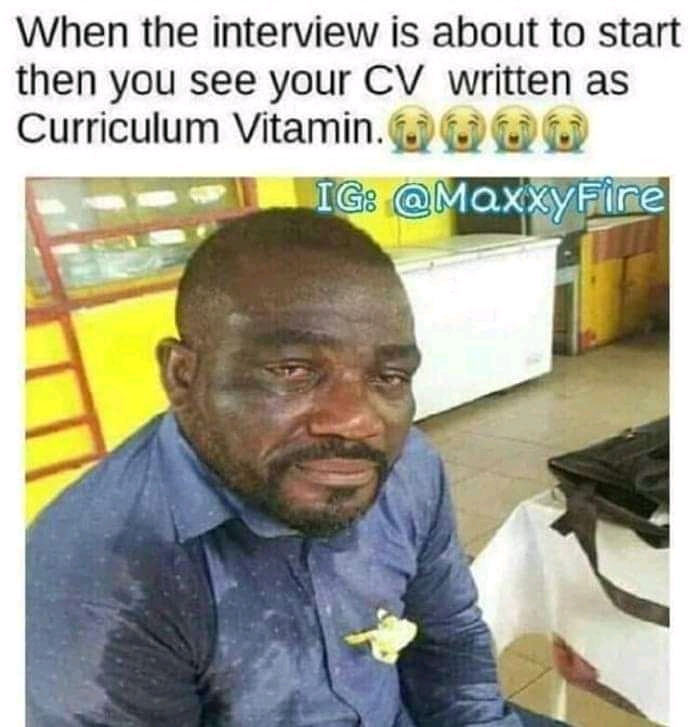 When the interview is about to start
then you see your CV written as
Curriculum Vitamin.😭😭😭😭
IG: @MaxxyFire